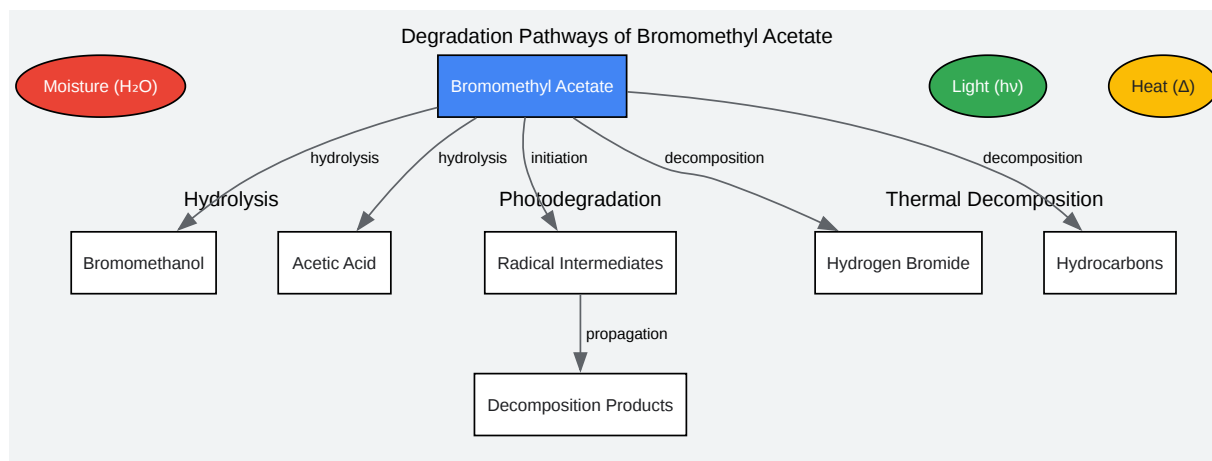 Degradation Pathways of Bromomethyl Acetate
Moisture (H₂O)
Bromomethyl Acetate
Light (hν)
Heat (Δ)
hydrolysis
hydrolysis
initiation
decomposition
decomposition
Hydrolysis
Photodegradation
Thermal Decomposition
Bromomethanol
Acetic Acid
Radical Intermediates
Hydrogen Bromide
Hydrocarbons
propagation
Decomposition Products